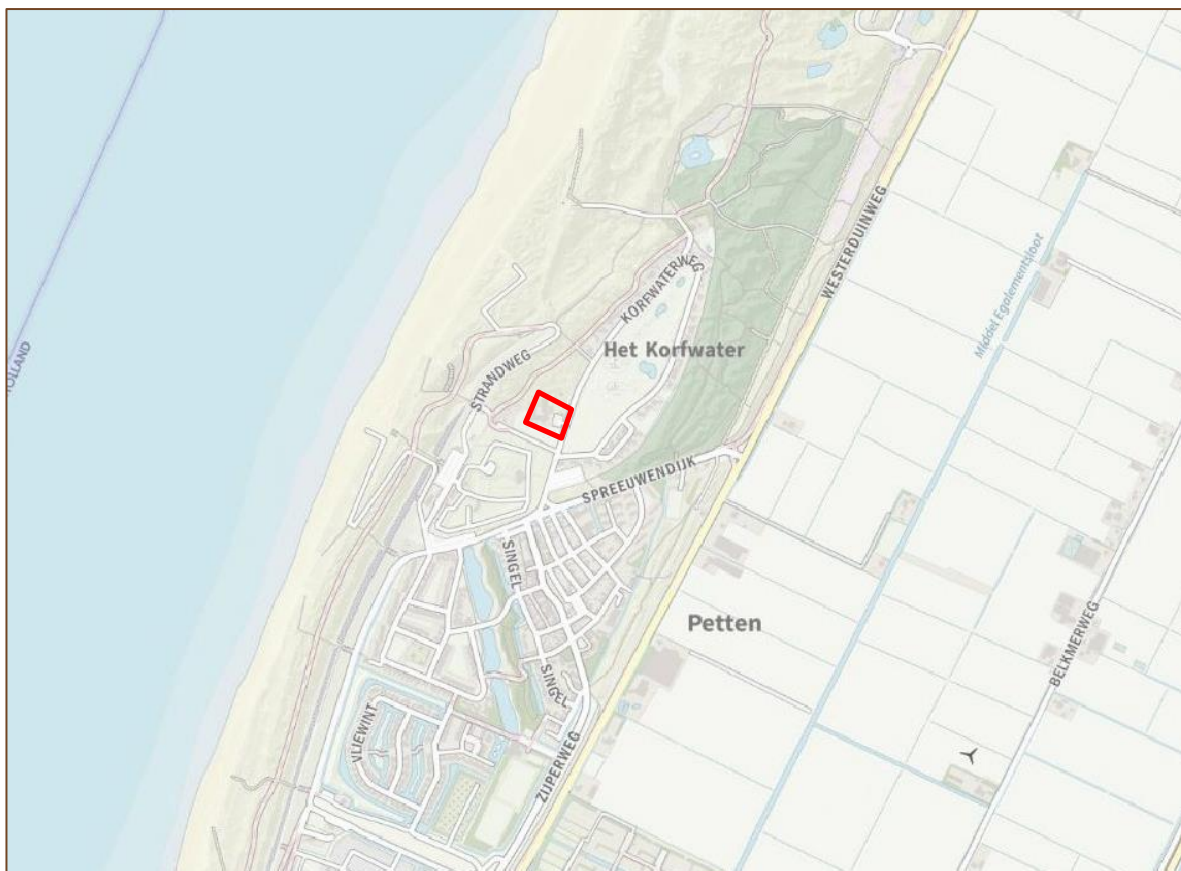 WESTERDUINWEG
Middel Egalementsloot
KORFWATERWEG
Het Korfwater
STRANDWEG
HOLLAND
SPREEUWENDIJK
SINGEL
Petten
BELKMERWEG
SINGEL
VLIEWINT
ZIJPERWEG